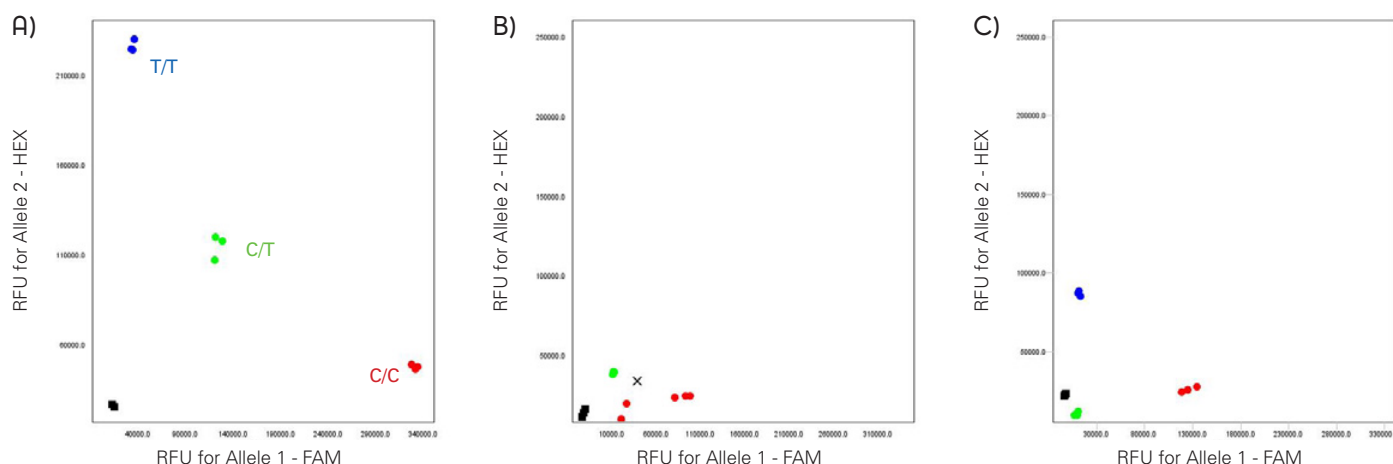 A)
RFU for Allele 2 - HEX
210000.0
160000.0
110000.0
60000.0
T/T
C/T
C/C
40000.0 90000.0 140000.0 240000.0 290000.0 340000.0
RFU for Allele 1 - FAM
B)
RFU for Allele 2 - HEX
250000.0
200000.0
150000.0
100000.0
50000.0
10000.0 60000.0 110000.0 160000.0 210000.0 260000.0 310000.0
RFU for Allele 1 - FAM
C)
RFU for Allele 2 - HEX
250000.0
200000.0
150000.0
100000.0
50000.0
30000.0 80000.0 130000.0 180000.0 230000.0 280000.0 330000.0
RFU for Allele 1 - FAM